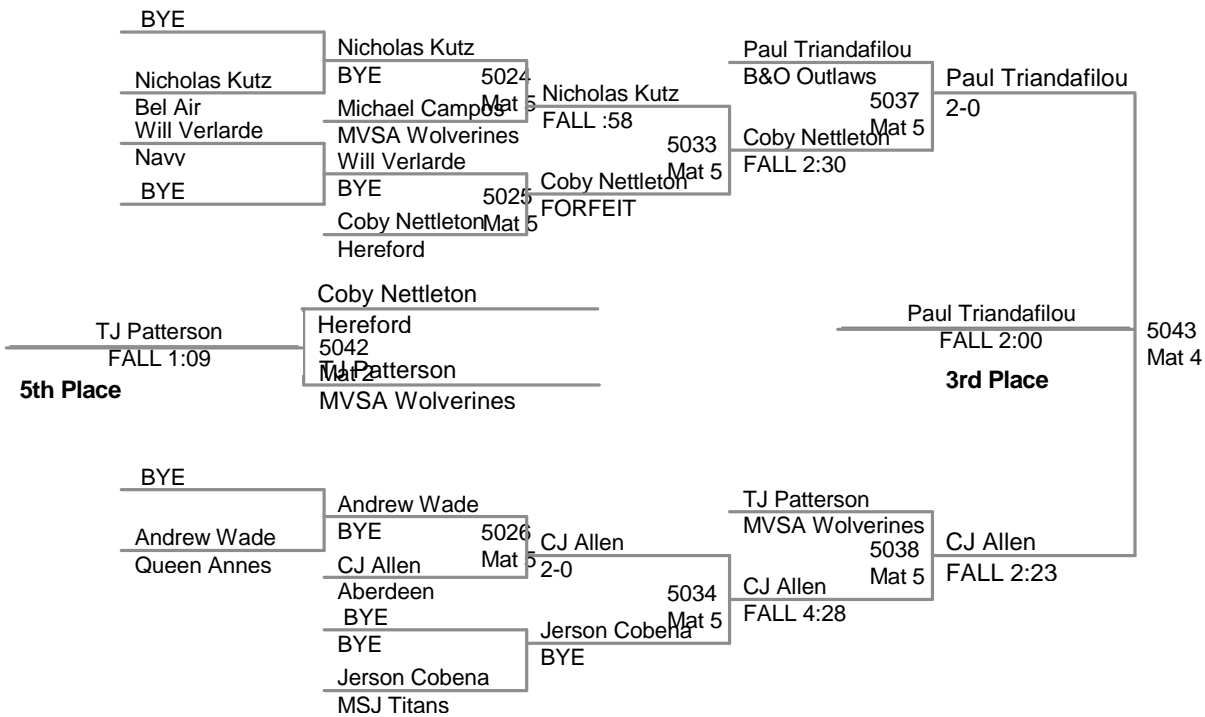 BYE
Nicholas Kutz
Bel Air
Will Verlarde
Navv
BYE
Nicholas Kutz
BYE
5024
Mat 5
Michael Campos
MVSA Wolverines
Will Verlarde
BYE
5025
Mat 5
Coby Nettleton
Hereford
Nicholas Kutz
FALL :58
5033
Mat 5
Coby Nettleton
FORFEIT
Paul Triandafilou
B&O Outlaws
5037
Mat 5
Coby Nettleton
FALL 2:30
Paul Triandafilou
2-0
Coby Nettleton
Hereford
5042
Mat 2
TJ Patterson
MVSA Wolverines
TJ Patterson
FALL 1:09
5th Place
Paul Triandafilou
FALL 2:00
3rd Place
5043
Mat 4
BYE
Andrew Wade
Queen Annes
Andrew Wade
BYE
5026
Mat 5
CJ Allen
Aberdeen
BYE
BYE
Jerson Cobena
MSJ Titans
CJ Allen
2-0
5034
Mat 5
Jerson Cobena
BYE
TJ Patterson
MVSA Wolverines
5038
Mat 5
CJ Allen
FALL 4:28
CJ Allen
FALL 2:23